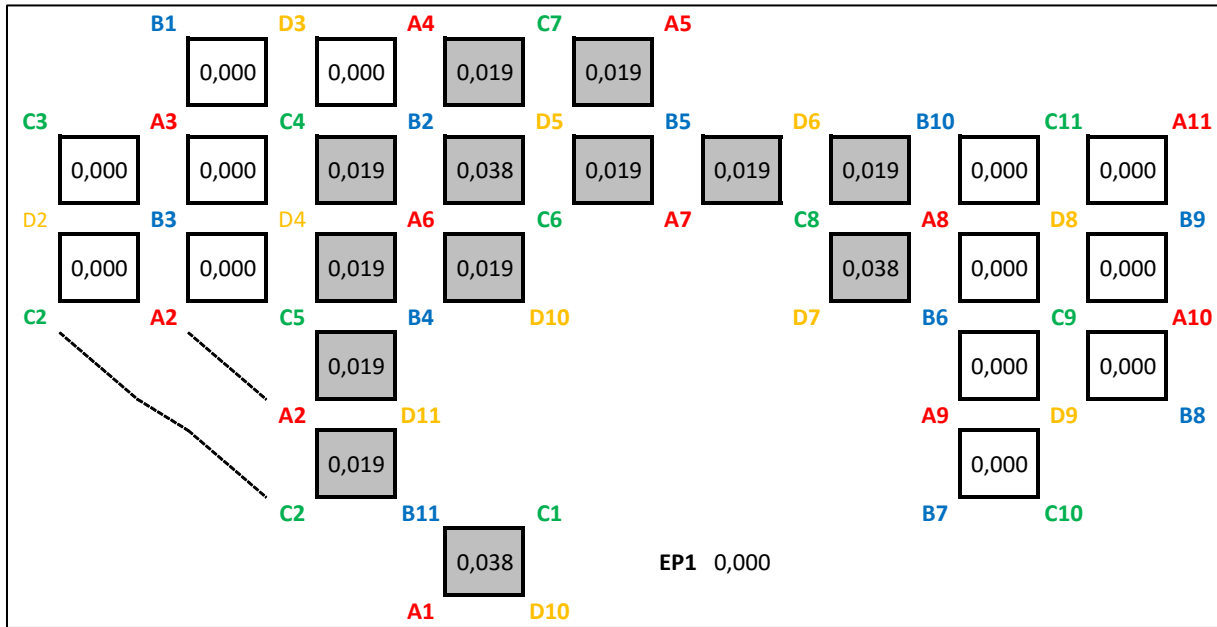 B1 D3 A4 C7 A5
0,000 0,000 0,019 0,019
C3 A3 C4 B2 D5 B5 D6 B10 C11 A11
0,000 0,000 0,019 0,038 0,019 0,019 0,019 0,000 0,000
D2 B3 D4 A6 C6 A7 C8 A8 D8 B9
0,000 0,000 0,019 0,019 0,038 0,000 0,000
C2 A2 C5 B4 D10 D7 B6 C9 A10
0,019 0,000 0,000
A2 D11 A9 D9 B8
0,019 0,000
C2 B11 C1 B7 C10
0,038 EP1 0,000
A1 D10